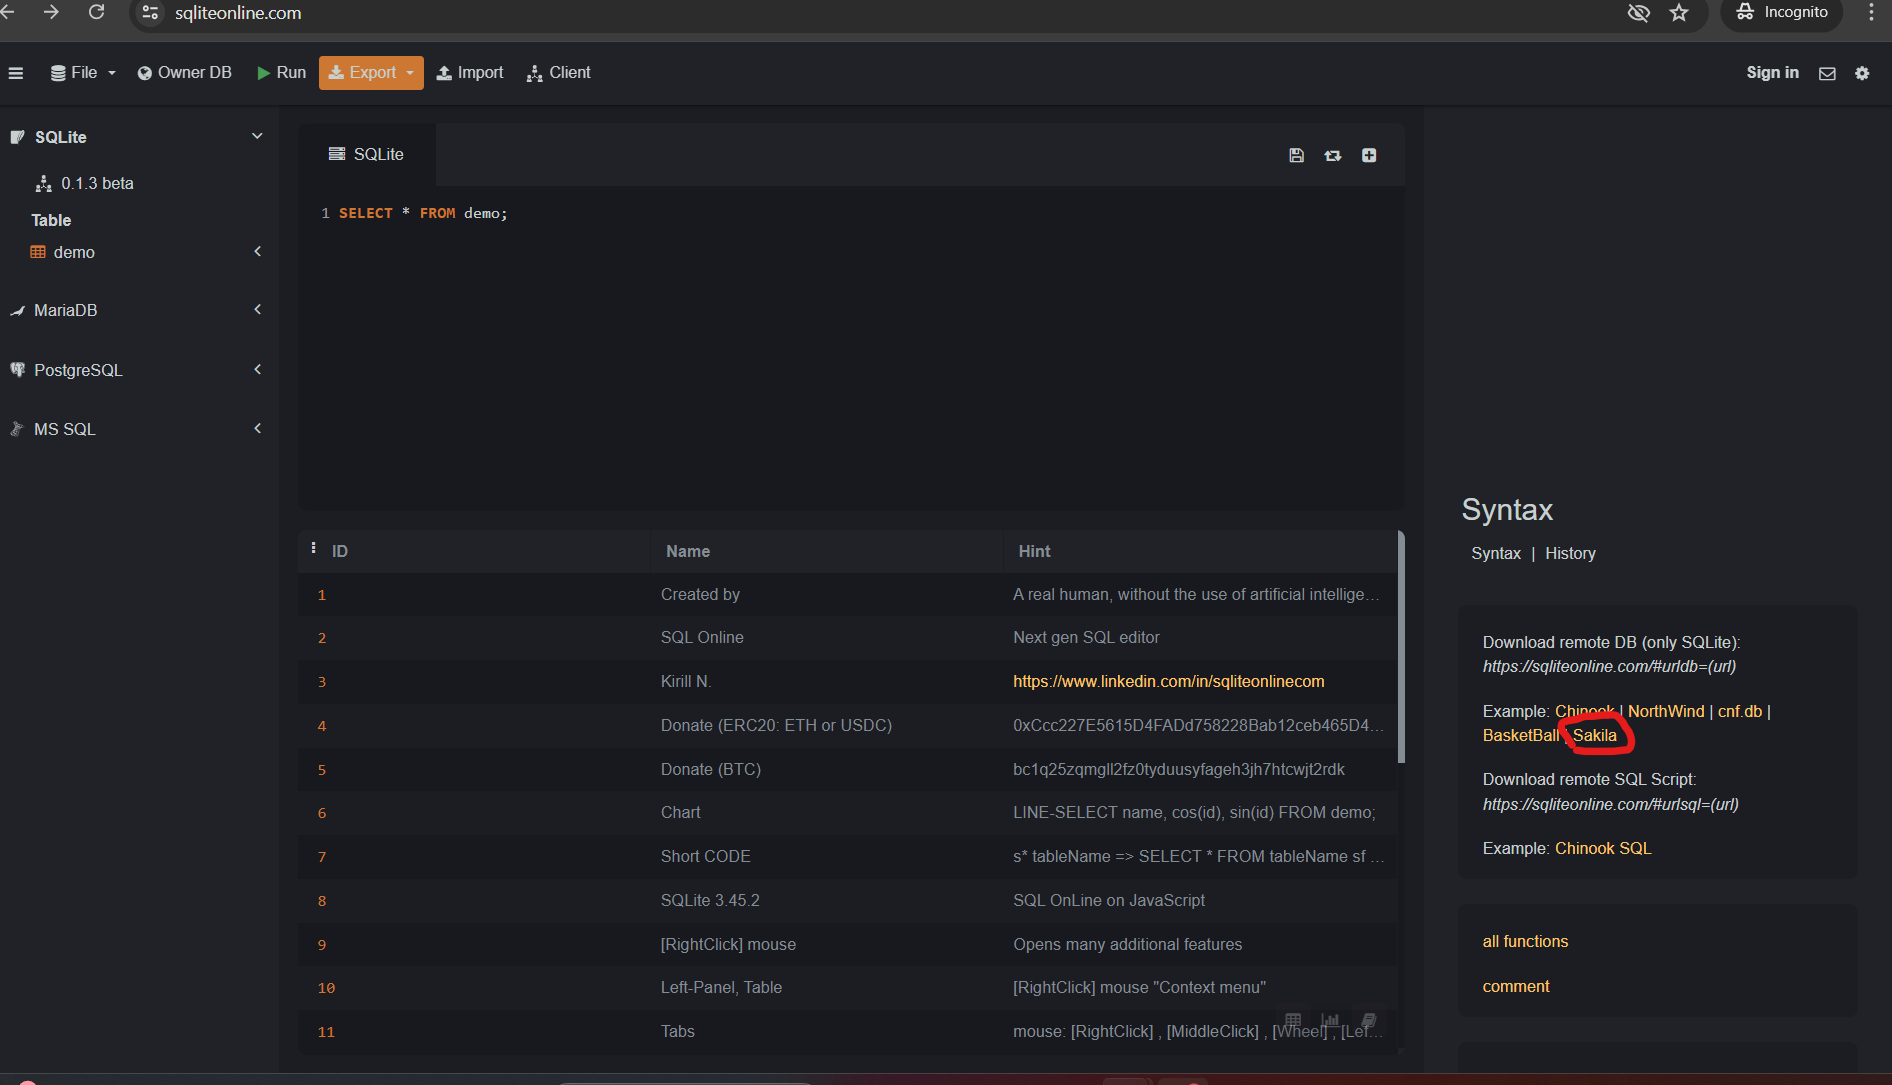 sqliteonline.com
Incognito
File
Owner DB
Run
Export
Import
Client
Sign in
SQLite
0.1.3 beta
Table
demo
MariaDB
PostgreSQL
MS SQL
SQLite
1 SELECT * FROM demo;
ID Name Hint
1 Created by A real human, without the use of artificial intellige...
2 SQL Online Next gen SQL editor
3 Kirill N. https://www.linkedin.com/in/sqliteonlinecom
4 Donate (ERC20: ETH or USDC) 0xCcc227E5615D4FADd758228Bab12ceb465D4...
5 Donate (BTC) bc1q25zqmgll2fz0tyduusyfageh3jh7htcwjt2rdk
6 Chart LINE-SELECT name, cos(id), sin(id) FROM demo;
7 Short CODE s* tableName => SELECT * FROM tableName sf ...
8 SQLite 3.45.2 SQL OnLine on JavaScript
9 [RightClick] mouse Opens many additional features
10 Left-Panel, Table [RightClick] mouse "Context menu"
11 Tabs mouse: [RightClick] , [MiddleClick] , [Wheel] , [Lef...
Syntax
Syntax | History
Download remote DB (only SQLite):
https://sqliteonline.com/#urldb=(url)
Example: Chinook | NorthWind | cnf.db |
BasketBall | Sakila
Download remote SQL Script:
https://sqliteonline.com/#urlsql=(url)
Example: Chinook SQL
all functions
comment